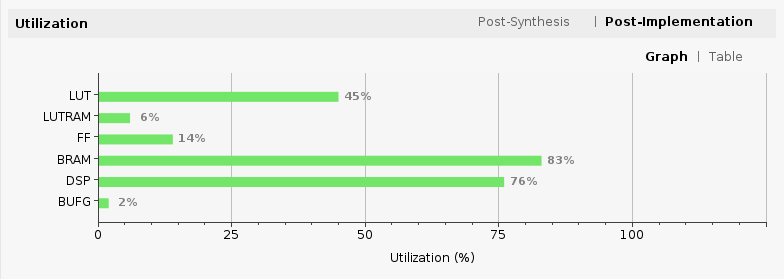 Utilization Post-Synthesis | Post-Implementation
Graph | Table
LUT 45%
LUTRAM 6%
FF 14%
BRAM 83%
DSP 76%
BUFG 2%
0 25 50 75 100
Utilization (%)